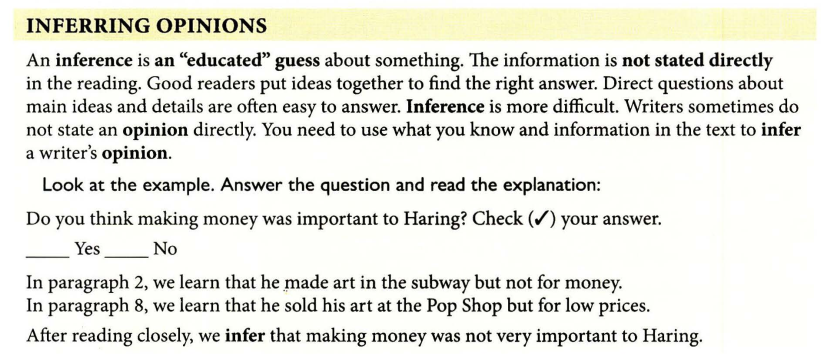 INFERRING OPINIONS
An inference is an “educated” guess about something. The information is not stated directly
in the reading. Good readers put ideas together to find the right answer. Direct questions about
main ideas and details are often easy to answer. Inference is more difficult. Writers sometimes do
not state an opinion directly. You need to use what you know and information in the text to infer
a writer’s opinion.
Look at the example. Answer the question and read the explanation:
Do you think making money was important to Haring? Check (✓) your answer.
_____ Yes _____ No
In paragraph 2, we learn that he made art in the subway but not for money.
In paragraph 8, we learn that he sold his art at the Pop Shop but for low prices.
After reading closely, we infer that making money was not very important to Haring.